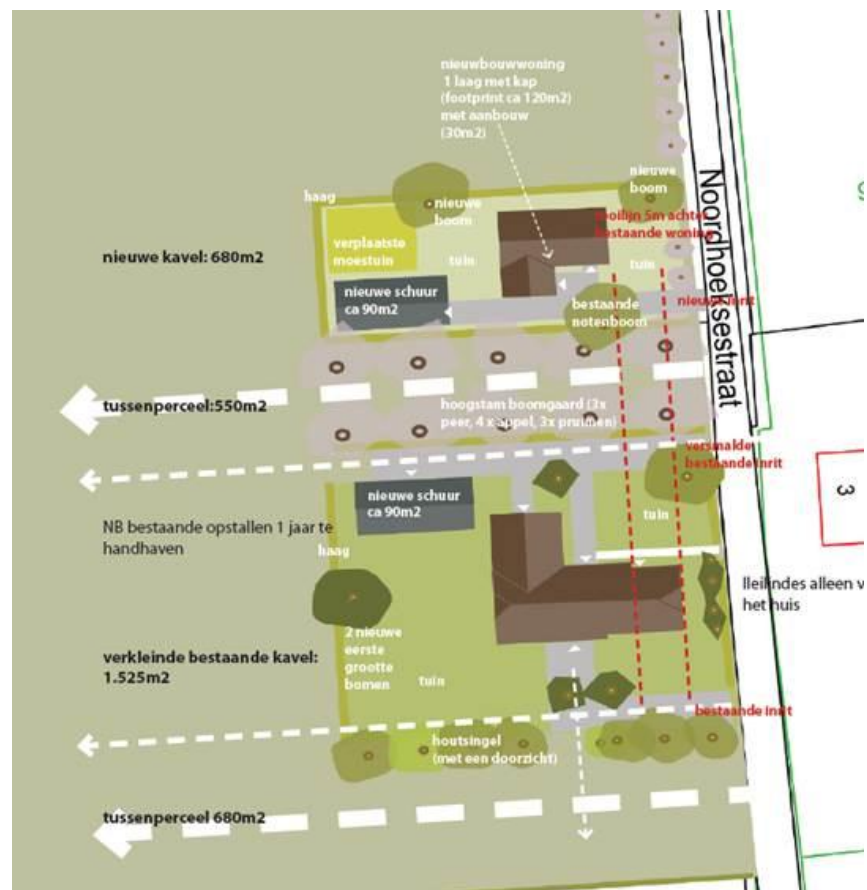 nieuwbouwwoning
1 laag met kap
(footprint ca 120m2)
met aanbouw
(30m2)
nieuwe
boom
haag
nieuwe
boom
Noordhoeksestraat
rooilijn 5m achter
bestaande woning
verplaatste
moestuin
tuin
tuin
nieuwe kavel: 680m2
nieuwe schuur
ca 90m2
bestaande
notenboom
nieuwe inrit
tussenperceel:550m2
hoogstam boomgaard (3x
peer, 4 x appel, 3x pruimen)
versmalde
bestaande inrit
nieuwe schuur
ca 90m2
3
tuin
NB bestaande opstallen 1 jaar te
handhaven
haag
lleilindes alleen v
het huis
2 nieuwe
eerste
grootte
bomen
verkleinde bestaande kavel:
1.525m2
tuin
bestaande inrit
houtsingel
(met een doorzicht)
tussenperceel 680m2